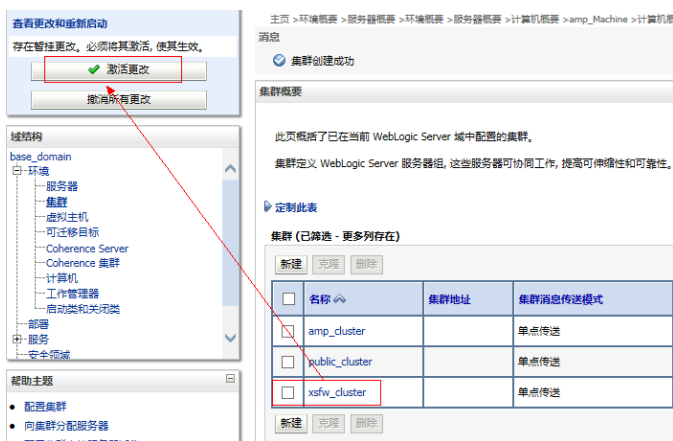 查看更改和重新启动
存在暂挂更改。必须将其激活, 使其生效。
激活更改
撤消所有更改
域结构
base_domain
环境
服务器
集群
虚拟主机
可迁移目标
Coherence Server
Coherence 集群
计算机
工作管理器
启动类和关闭类
部署
服务
安全领域
帮助主题
配置集群
向集群分配服务器
主页 >环境概要 >服务器概要 >环境概要 >服务器概要 >计算机概要 >amp_Machine >计算机概
消息
集群创建成功
集群概要
此页概括了已在当前 WebLogic Server 域中配置的集群。
集群定义 WebLogic Server 服务器组, 这些服务器可协同工作, 提高可伸缩性和可靠性。
定制此表
集群 (已筛选 - 更多列存在)
新建 克隆 删除
名称 集群地址 集群消息传送模式
amp_cluster 单点传送
public_cluster 单点传送
xsfw_cluster 单点传送
新建 克隆 删除